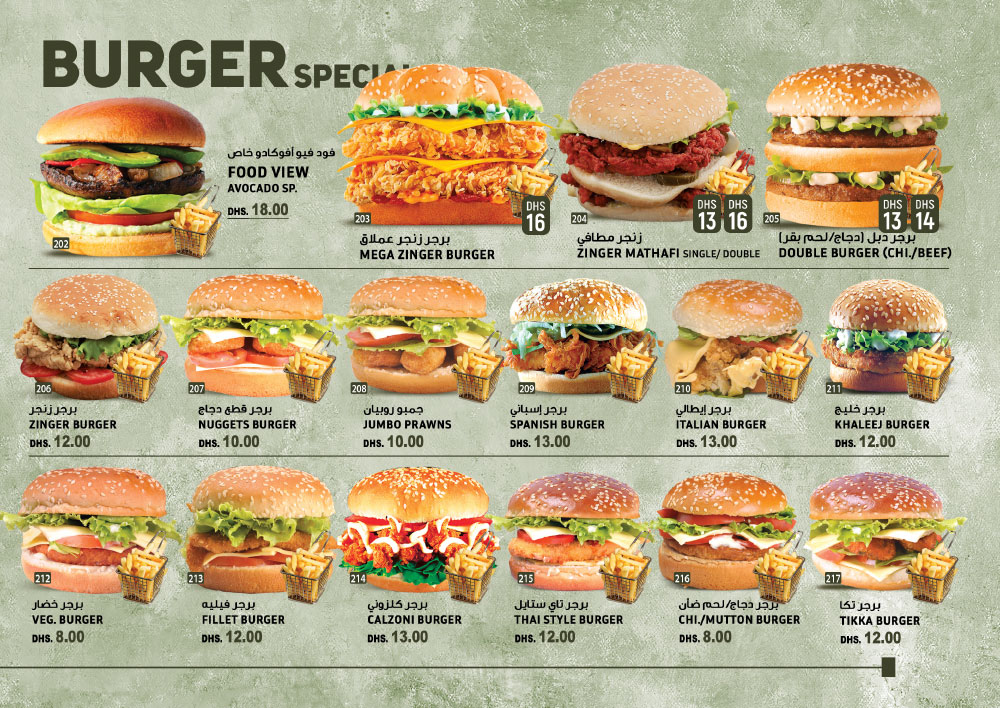 BURGER SPECIAL
202
فود فيو أفوكادو خاص
FOOD VIEW
AVOCADO SP.
DHS. 18.00
203
DHS
16
برجر زنجر عملاق
MEGA ZINGER BURGER
204
DHS
13
DHS
16
زنجر مطافي
ZINGER MATHAFI SINGLE/ DOUBLE
205
DHS
13
DHS
14
برجر دبل (دجاج/لحم بقر)
DOUBLE BURGER (CHI./BEEF)
206
برجر زنجر
ZINGER BURGER
DHS. 12.00
207
برجر قطع دجاج
NUGGETS BURGER
DHS. 10.00
208
جمبو روبيان
JUMBO PRAWNS
DHS. 10.00
209
برجر إسباني
SPANISH BURGER
DHS. 13.00
210
برجر إيطالي
ITALIAN BURGER
DHS. 13.00
211
برجر خليج
KHALEEJ BURGER
DHS. 12.00
212
برجر خضار
VEG. BURGER
DHS. 8.00
213
برجر فيليه
FILLET BURGER
DHS. 12.00
214
برجر كلزوني
CALZONI BURGER
DHS. 13.00
215
برجر تاي ستايل
THAI STYLE BURGER
DHS. 12.00
216
برجر دجاج/لحم ضأن
CHI./MUTTON BURGER
DHS. 8.00
217
برجر تكا
TIKKA BURGER
DHS. 12.00